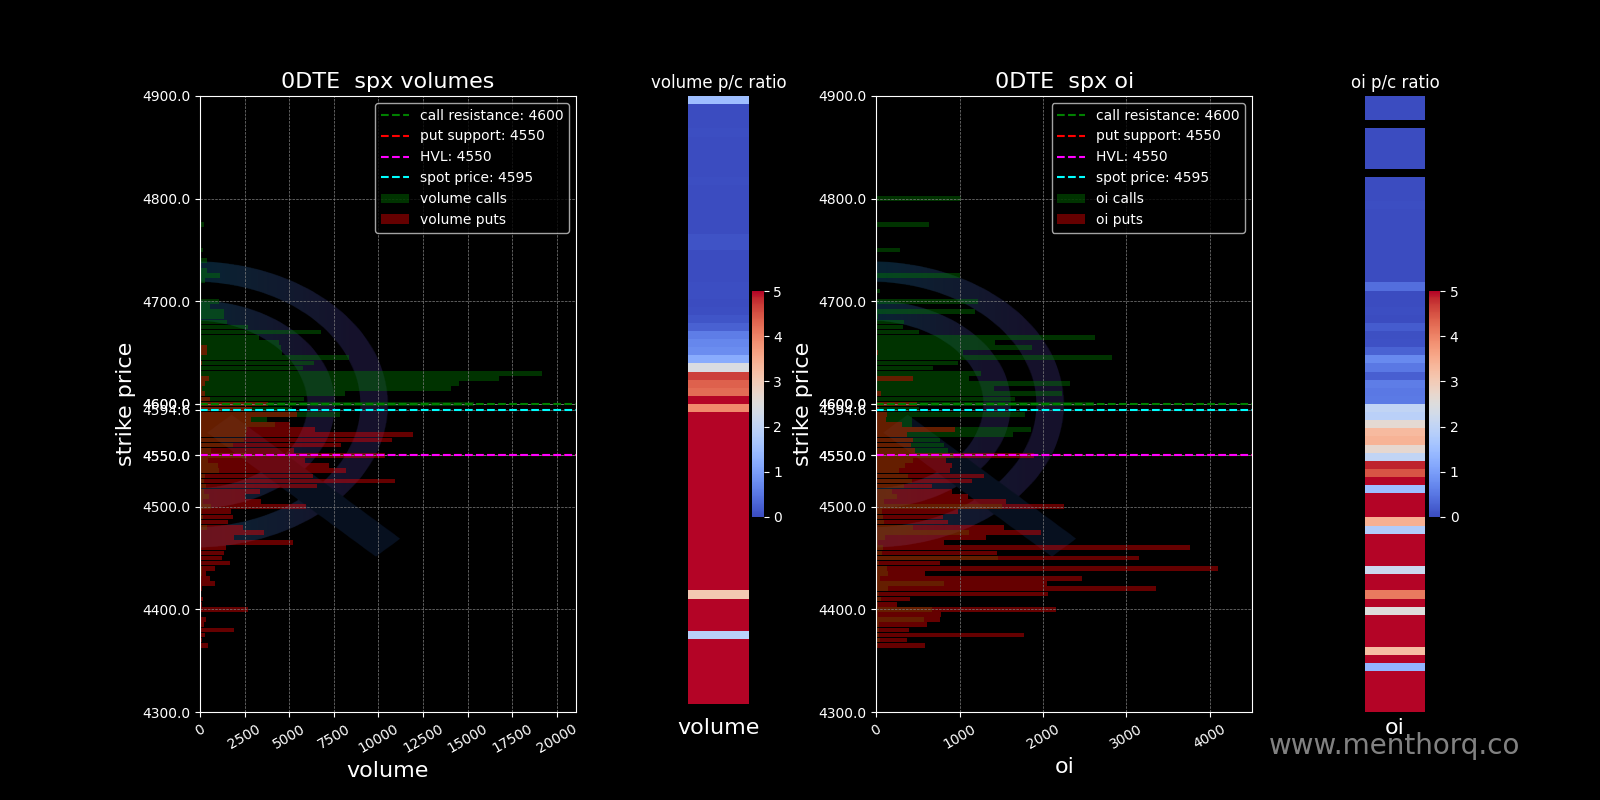 0DTE  spx volumes
volume p/c ratio
0DTE  spx oi
oi p/c ratio
4900.0
4800.0
4700.0
4600.0
4594.6
4550.0
4500.0
4400.0
4300.0
strike price
call resistance: 4600
put support: 4550
HVL: 4550
spot price: 4595
volume calls
volume puts
0
2500
5000
7500
10000
12500
15000
17500
20000
volume
5
4
3
2
1
0
volume
4900.0
4800.0
4700.0
4600.0
4594.6
4550.0
4500.0
4400.0
4300.0
strike price
call resistance: 4600
put support: 4550
HVL: 4550
spot price: 4595
oi calls
oi puts
0
1000
2000
3000
4000
oi
5
4
3
2
1
0
oi
www.menthorq.co